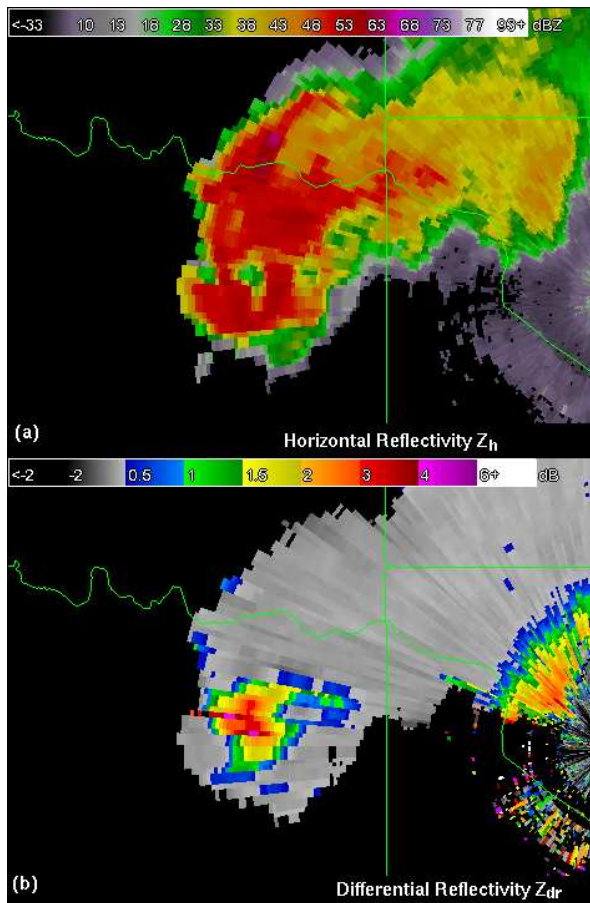 <-33 10 13 18 28 33 38 43 48 53 63 68 73 77 93+ dBZ
(a)
Horizontal Reflectivity Zh
<-2 -2 0.5 1 1.5 2 3 4 6+ dB
(b)
Differential Reflectivity Zdr